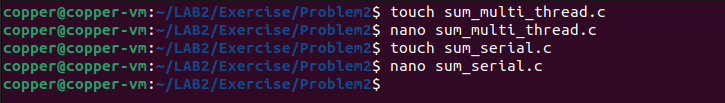 copper@copper-vm:~/LAB2/Exercise/Problem2$ touch sum_multi_thread.c
copper@copper-vm:~/LAB2/Exercise/Problem2$ nano sum_multi_thread.c
copper@copper-vm:~/LAB2/Exercise/Problem2$ touch sum_serial.c
copper@copper-vm:~/LAB2/Exercise/Problem2$ nano sum_serial.c
copper@copper-vm:~/LAB2/Exercise/Problem2$